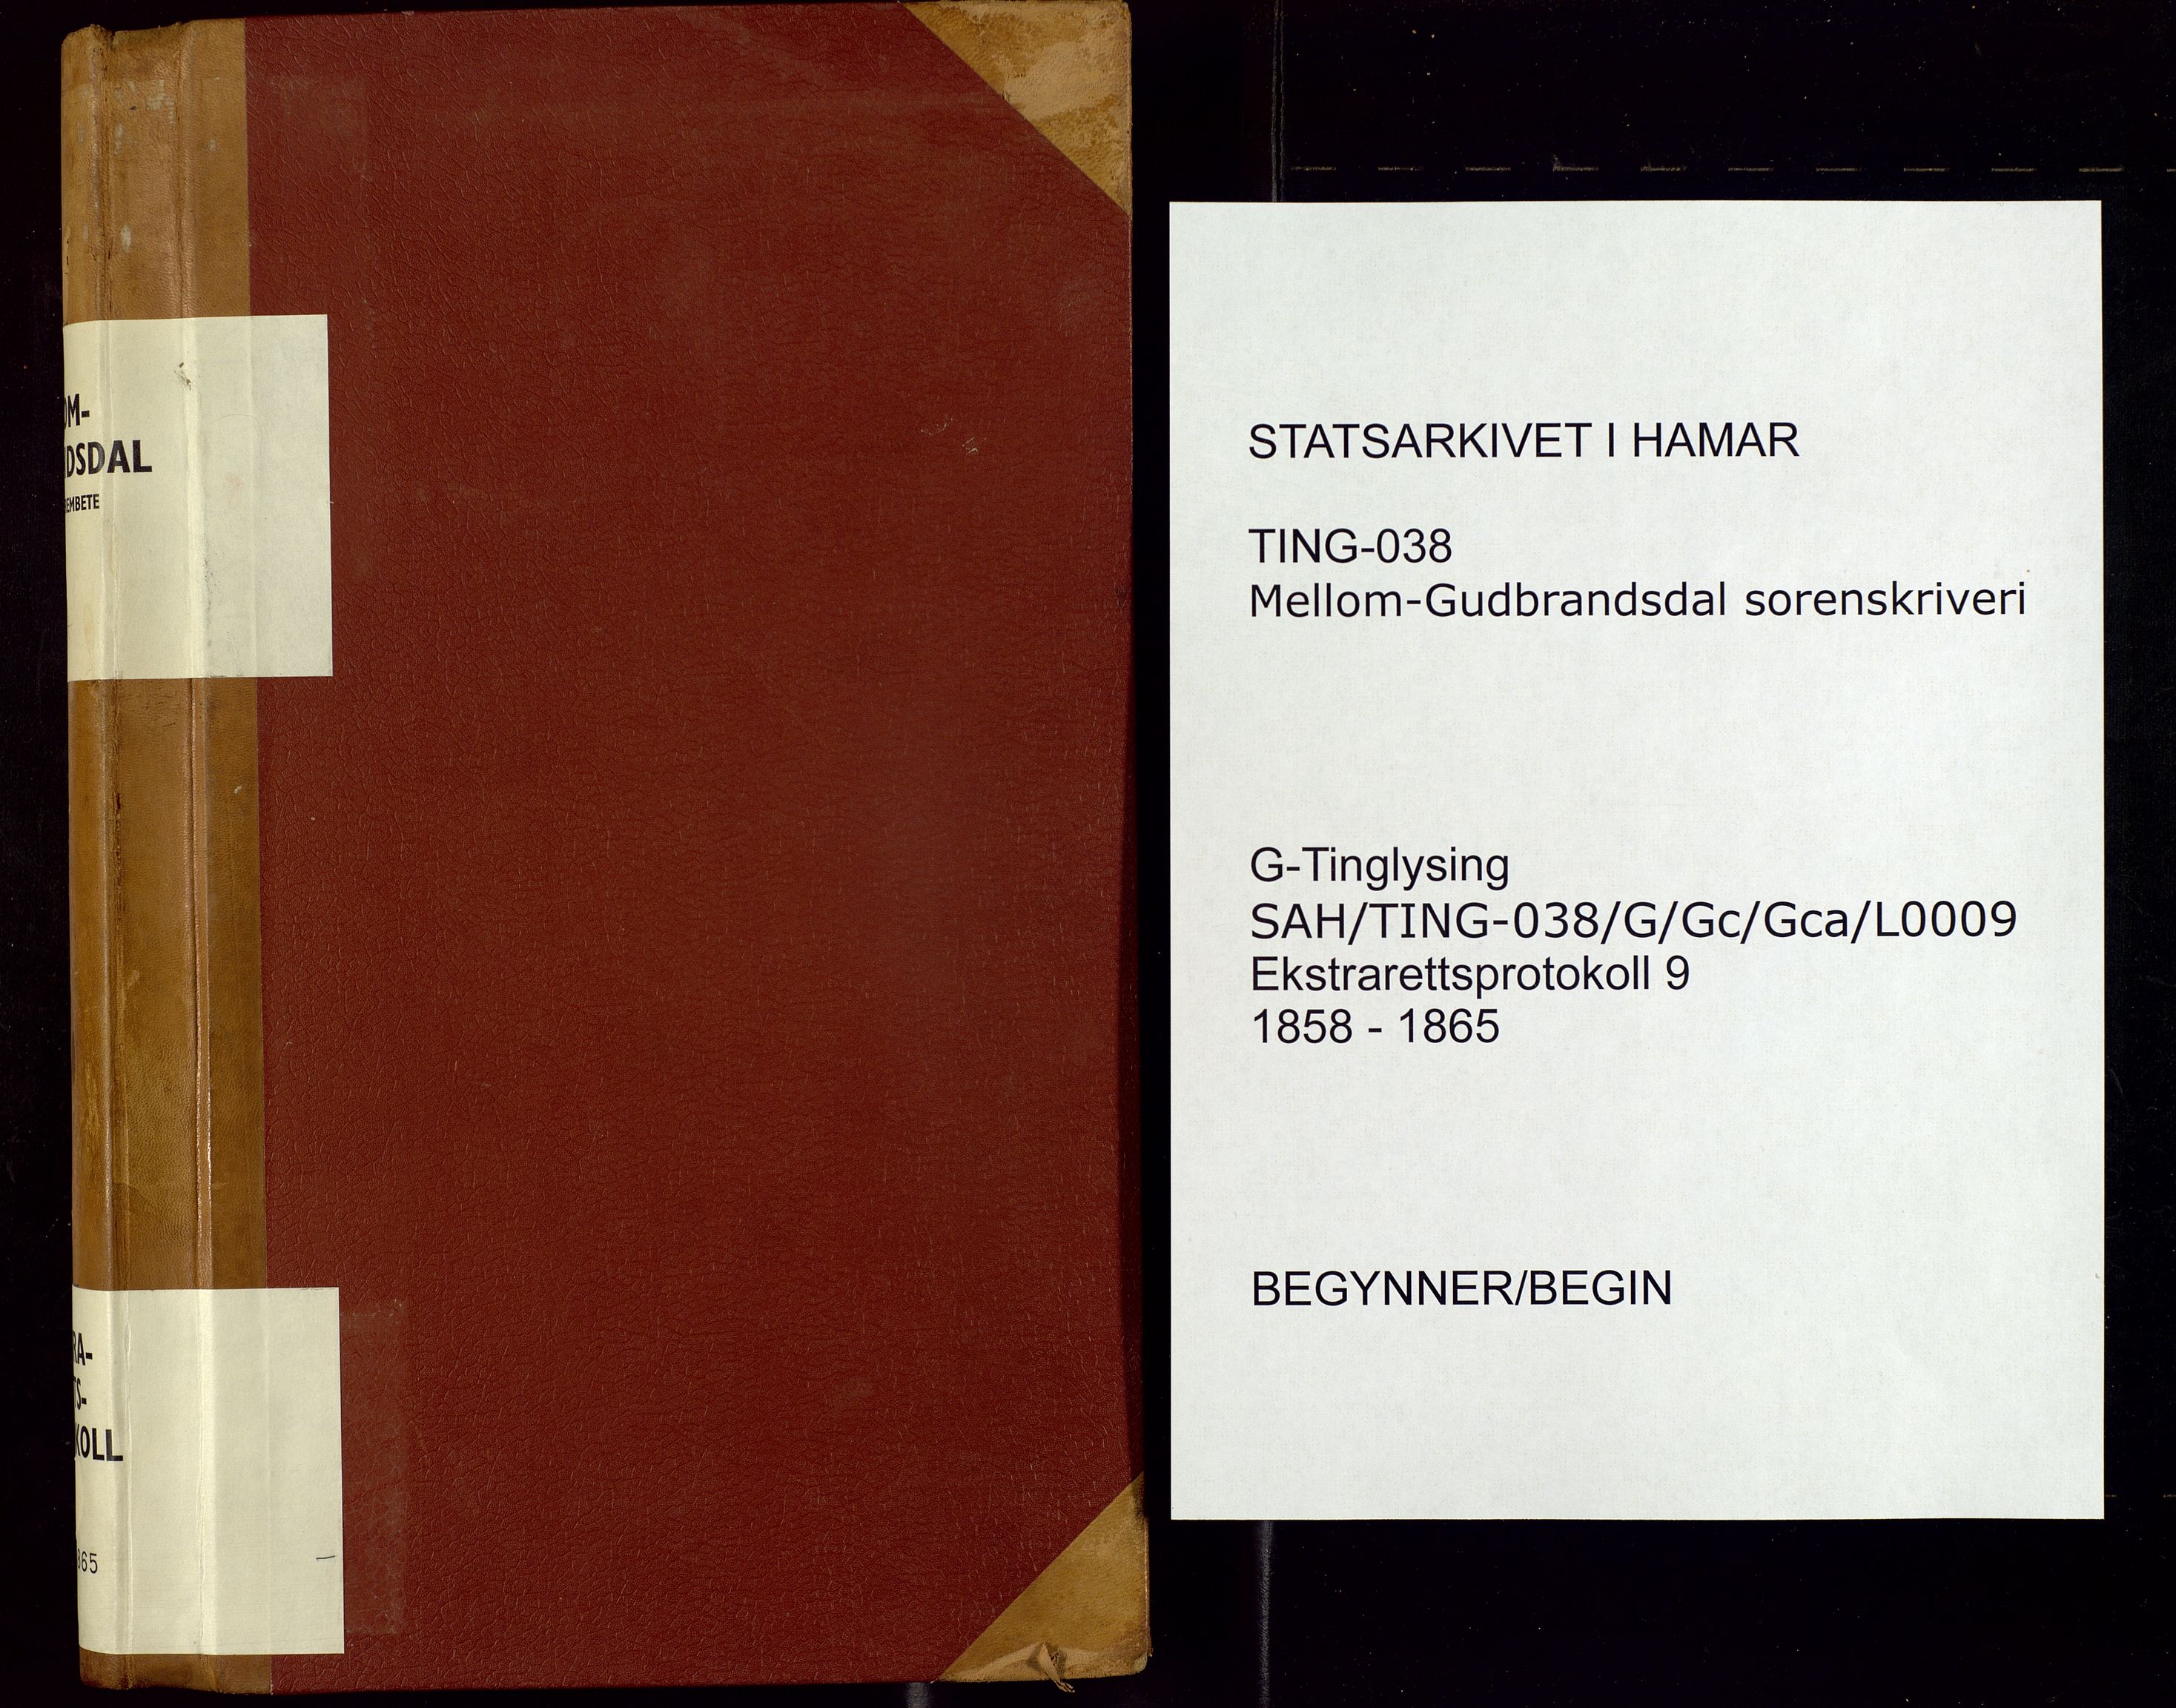 OM-
DSDAL
EMBETE
RA-
TS-
KOLL
865
STATSARKIVET I HAMAR
TING-038
Mellom-Gudbrandsdal sorenskriveri
G-Tinglysing
SAH/TING-038/G/Gc/Gca/L0009
Ekstrarettsprotokoll 9
1858 - 1865
BEGYNNER/BEGIN